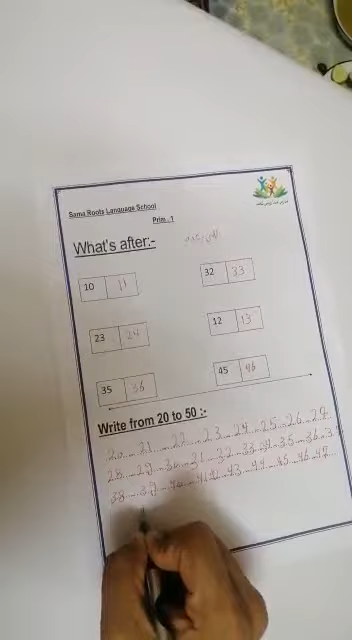 Sama Roots Language School
Prim . 1
What's after:-
10 11 32 33
23 24 12 13
35 36 45 46
Write from 20 to 50 :-
20....21....22....23....24....25...26...27
28...29...30...31...32...33...34...35...36...37
38....39...40...41...42...43...44...45...46...47...